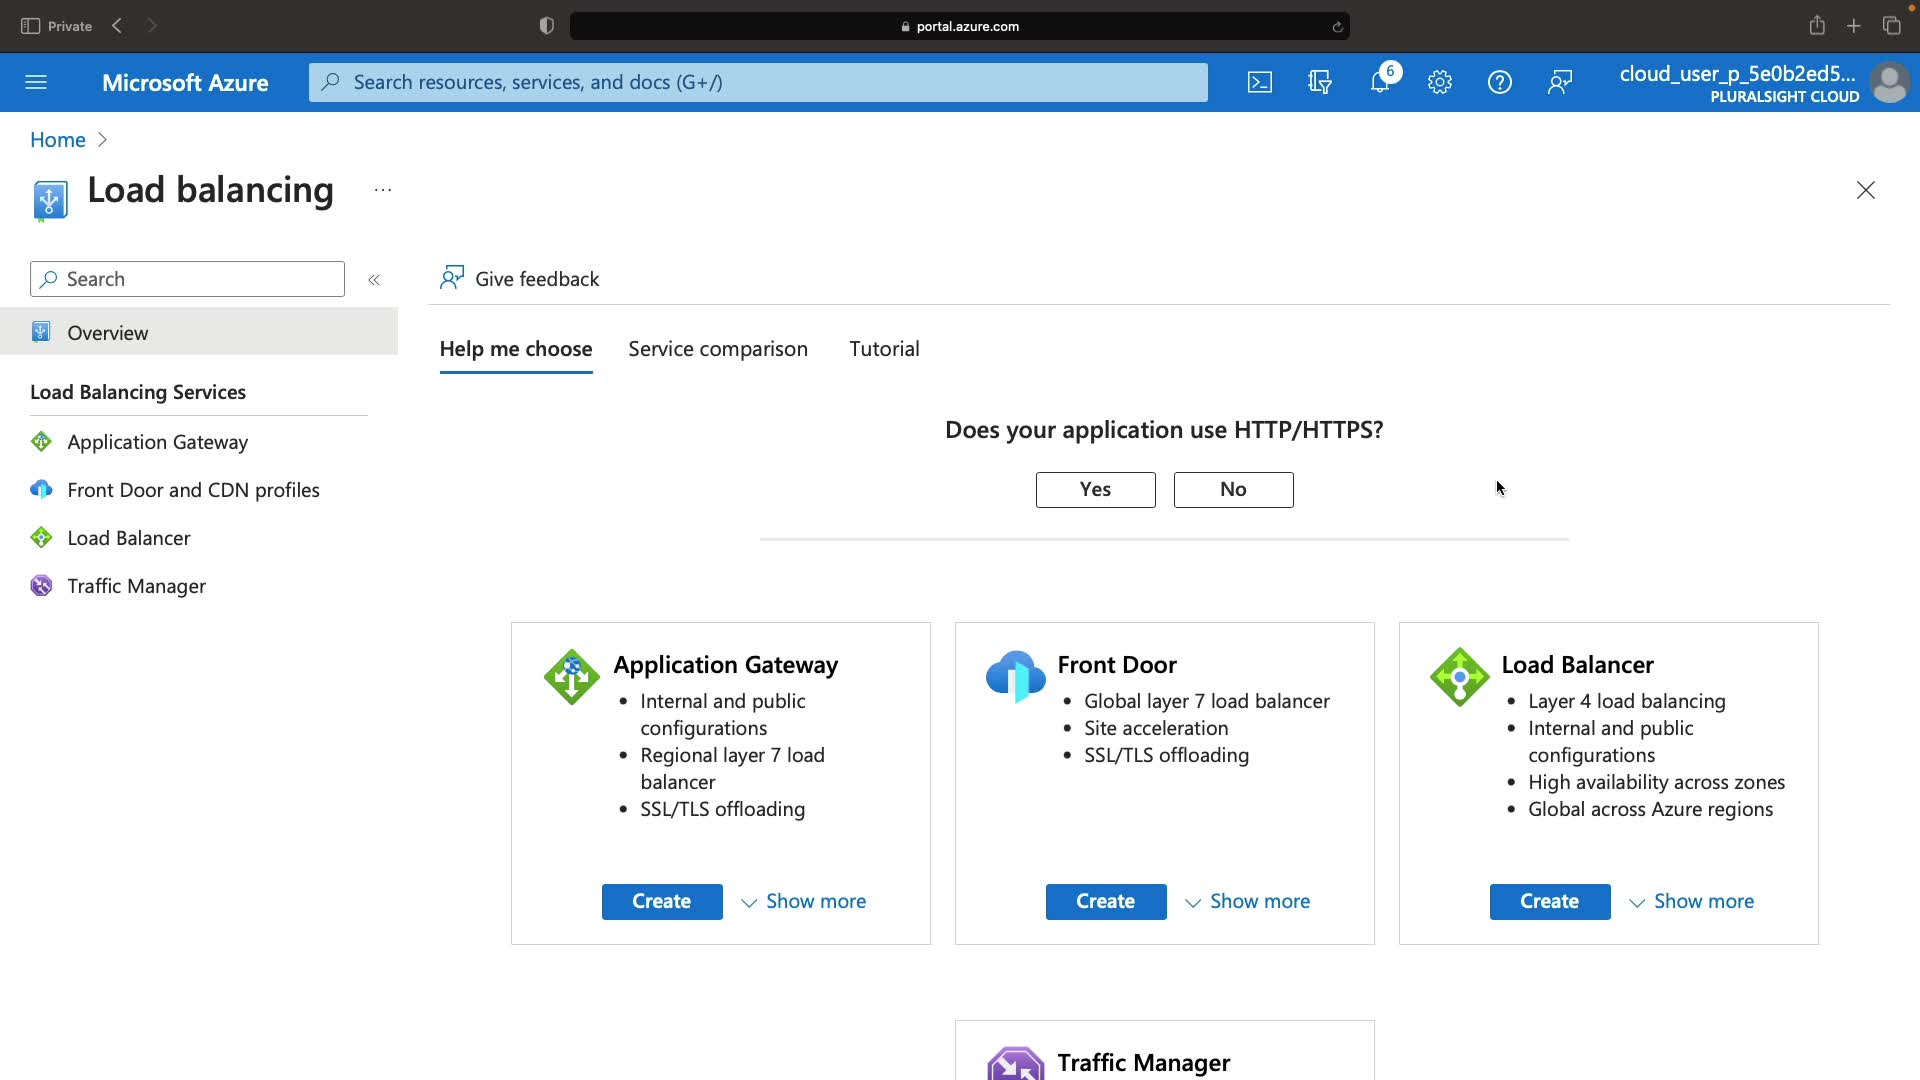 Private
portal.azure.com
Microsoft Azure
Search resources, services, and docs (G+/)
6
cloud_user_p_5e0b2ed5...
PLURALSIGHT CLOUD
Home
Load balancing
...
Search
«
Give feedback
Overview
Help me choose
Service comparison
Tutorial
Load Balancing Services
Application Gateway
Front Door and CDN profiles
Load Balancer
Traffic Manager
Does your application use HTTP/HTTPS?
Yes
No
Application Gateway
• Internal and public
configurations
• Regional layer 7 load
balancer
• SSL/TLS offloading
Create
Show more
Front Door
• Global layer 7 load balancer
• Site acceleration
• SSL/TLS offloading
Create
Show more
Load Balancer
• Layer 4 load balancing
• Internal and public
configurations
• High availability across zones
• Global across Azure regions
Create
Show more
Traffic Manager